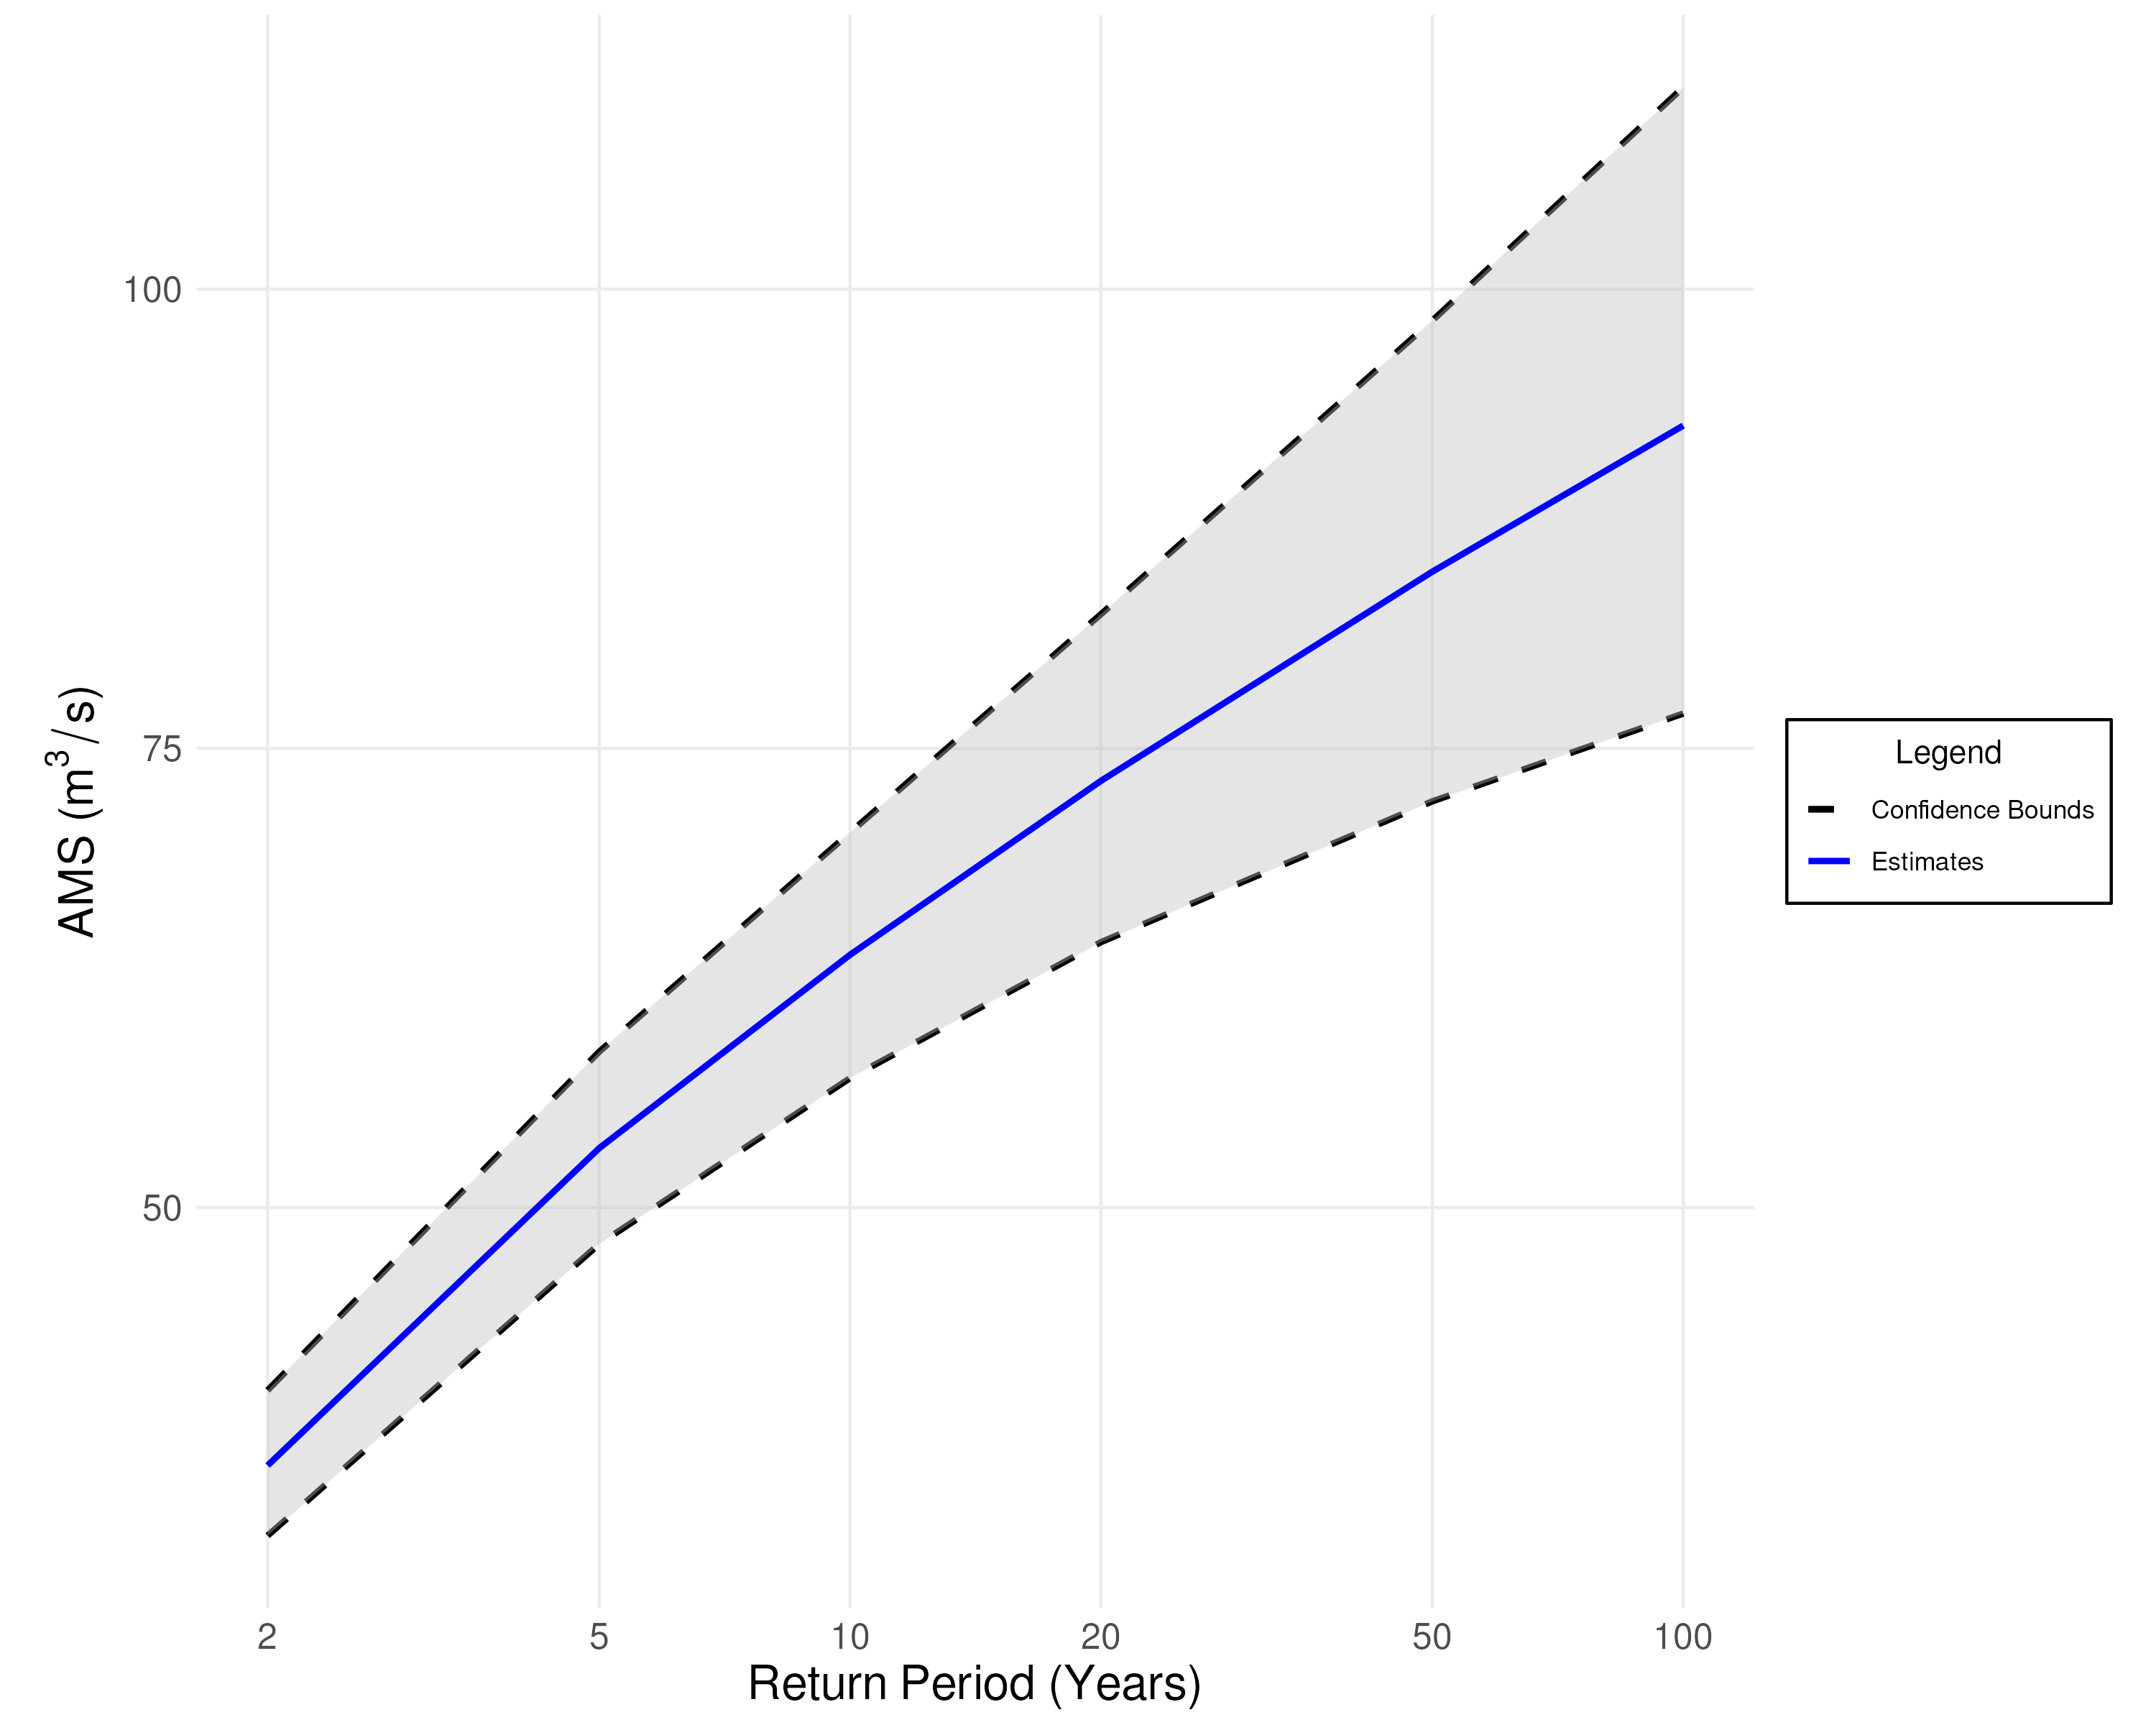 AMS (m³/s)
100
75
50
2 5 10 20 50 100
Return Period (Years)
Legend
Confidence Bounds
Estimates